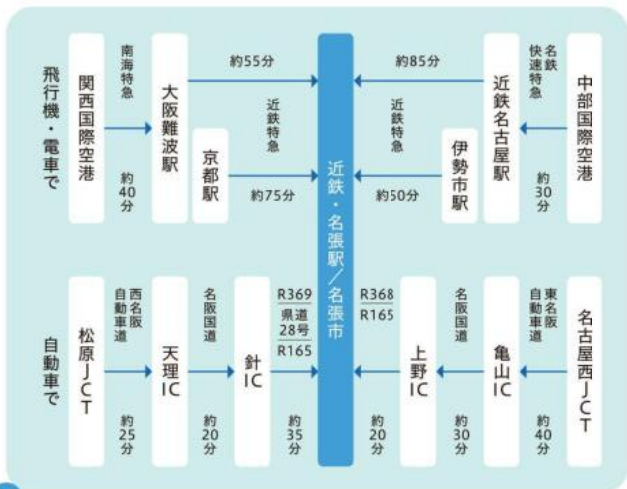 飛行機・電車で
関西国際空港
南海特急
約40分
大阪難波駅
約55分
京都駅
近鉄特急
約75分
近鉄・名張駅／名張市
約85分
近鉄特急
約50分
伊勢市駅
近鉄名古屋駅
名鉄
快速特急
約30分
中部国際空港
自動車で
松原JCT
西名阪
自動車道
約25分
天理IC
名阪国道
約20分
針IC
R369
県道
28号
R165
約35分
R368
R165
約20分
上野IC
名阪国道
約30分
亀山IC
東名阪
自動車道
約40分
名古屋西JCT